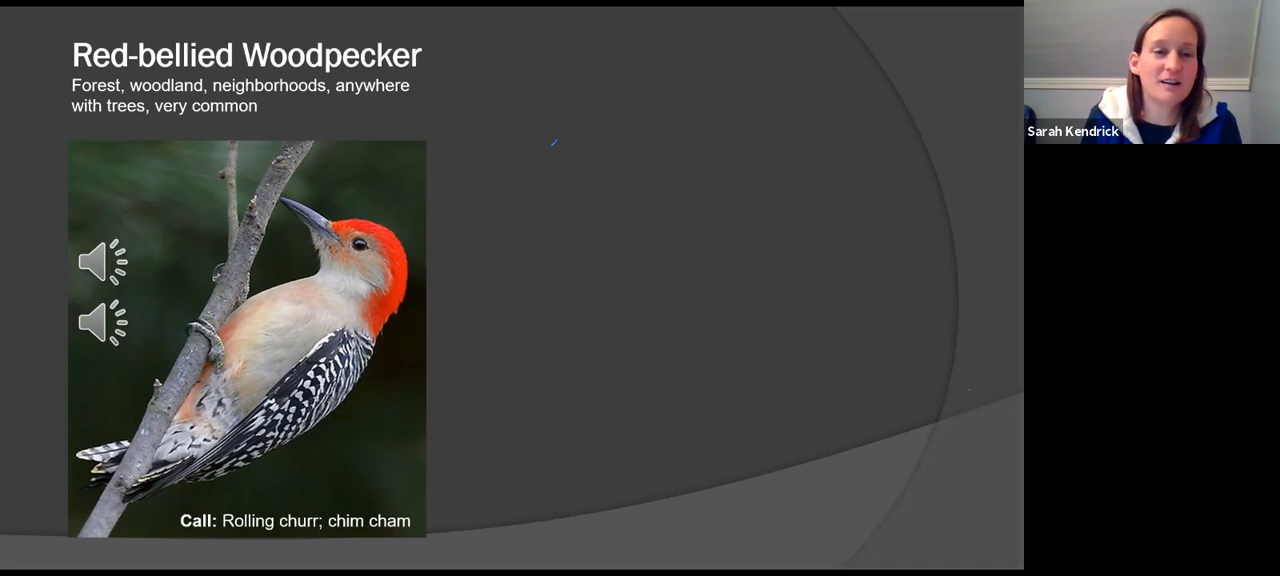 Red-bellied Woodpecker
Forest, woodland, neighborhoods, anywhere
with trees, very common
Sarah Kendrick
Call: Rolling churr; chim cham